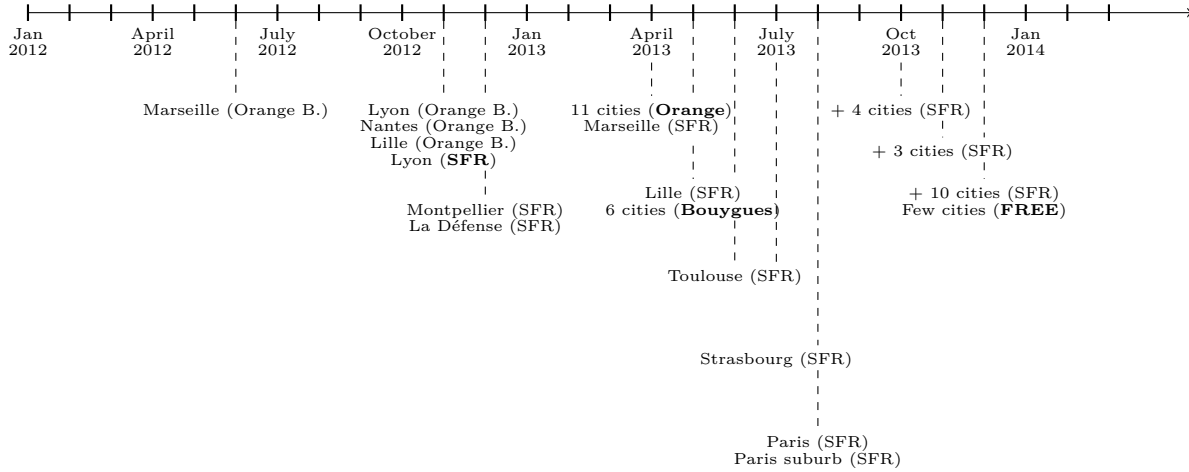 Jan
2012
April
2012
July
2012
October
2012
Jan
2013
April
2013
July
2013
Oct
2013
Jan
2014
Marseille (Orange B.)
Lyon (Orange B.)
Nantes (Orange B.)
Lille (Orange B.)
Lyon (SFR)
Montpellier (SFR)
La Défense (SFR)
11 cities (Orange)
Marseille (SFR)
Lille (SFR)
6 cities (Bouygues)
Toulouse (SFR)
Strasbourg (SFR)
Paris (SFR)
Paris suburb (SFR)
+ 4 cities (SFR)
+ 3 cities (SFR)
+ 10 cities (SFR)
Few cities (FREE)